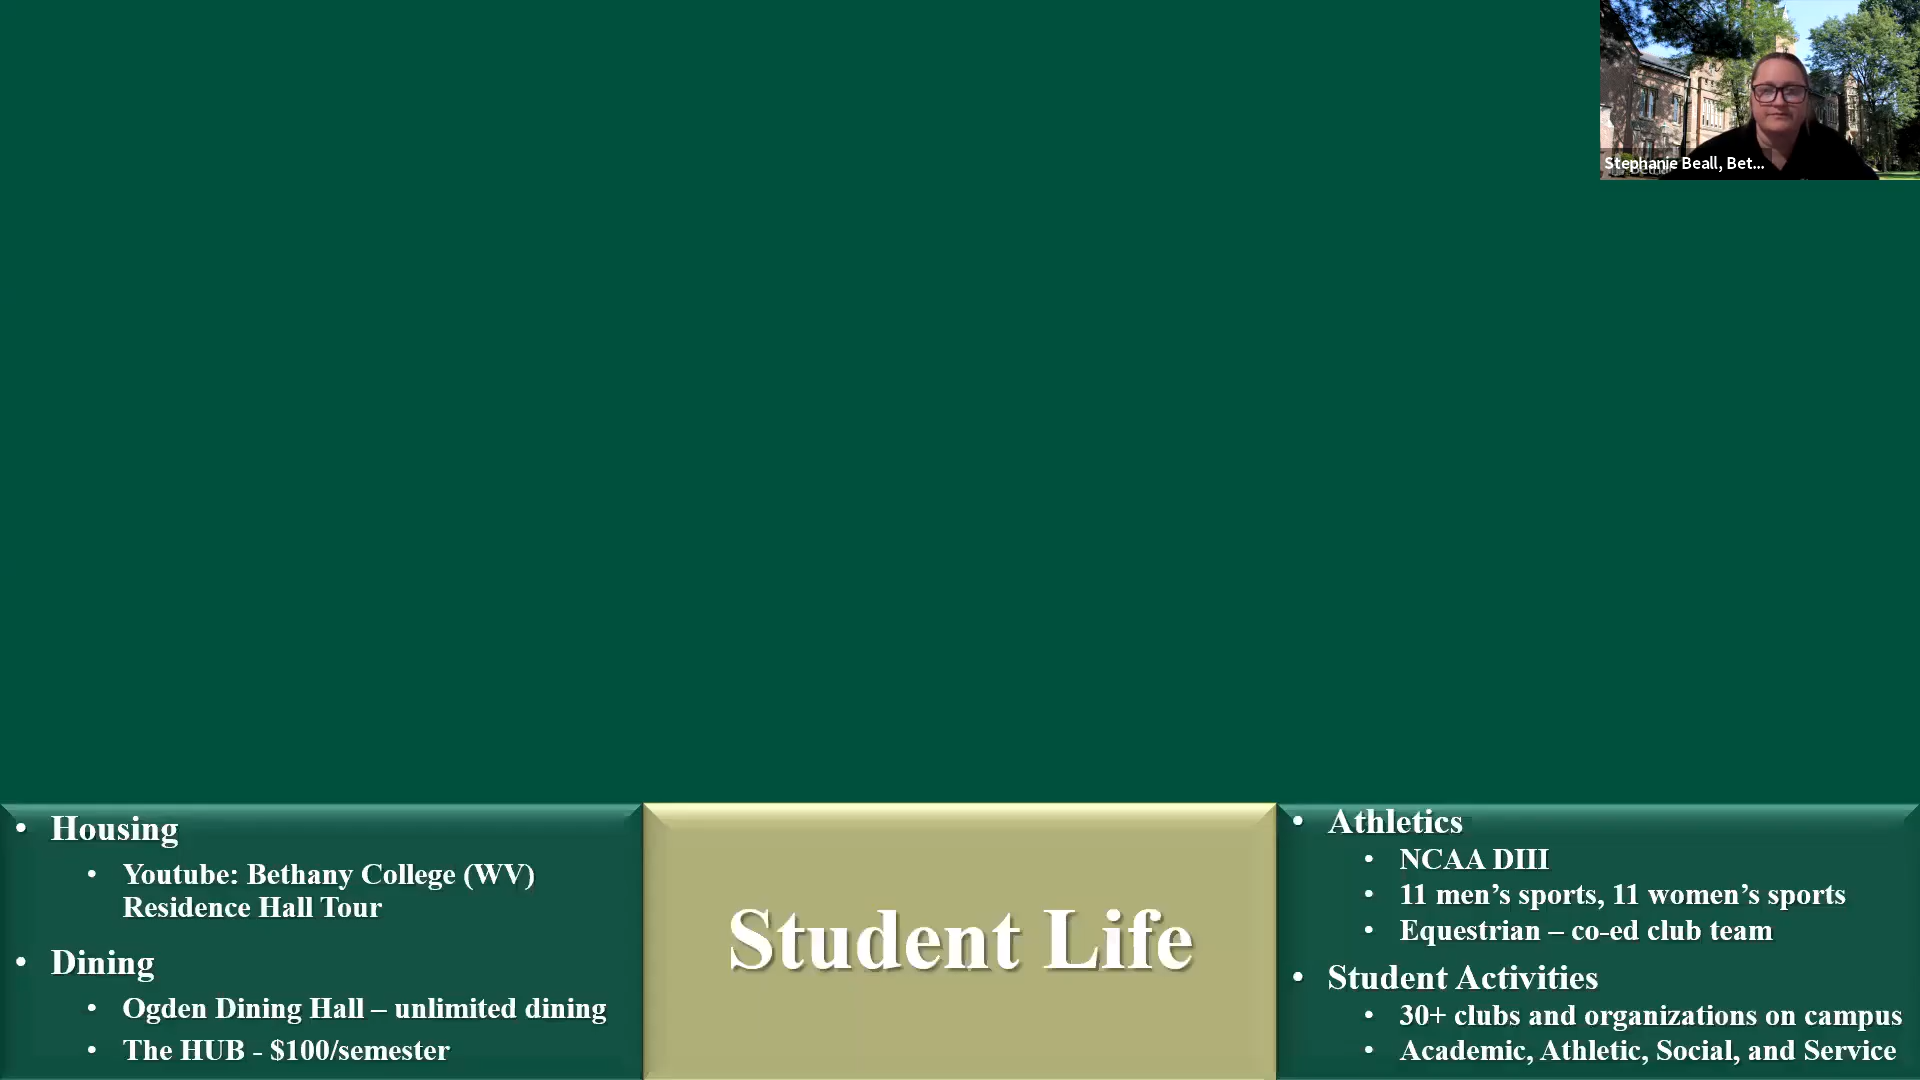 Stephanie Beall, Bet...
• Housing
• Youtube: Bethany College (WV)
Residence Hall Tour
• Dining
• Ogden Dining Hall – unlimited dining
• The HUB - $100/semester
Student Life
• Athletics
• NCAA DIII
• 11 men’s sports, 11 women’s sports
• Equestrian – co-ed club team
• Student Activities
• 30+ clubs and organizations on campus
• Academic, Athletic, Social, and Service